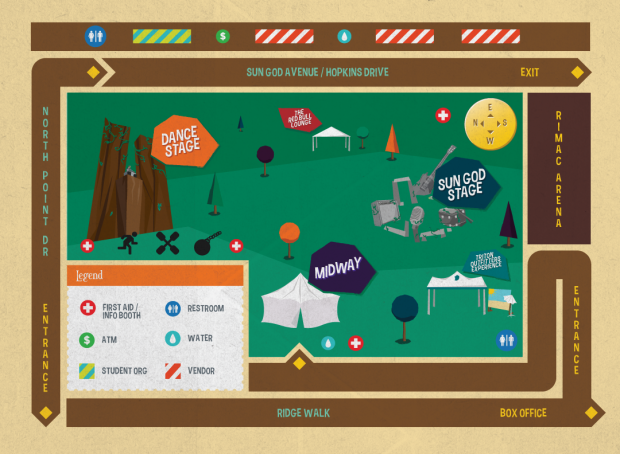 $
SUN GOD AVENUE / HOPKINS DRIVE
EXIT
NORTH POINT DR
ENTRANCE
DANCE
STAGE
THE
RED BULL
LOUNGE
E
N
S
W
RIMAC ARENA
SUN GOD
STAGE
MIDWAY
TRITON
OUTFITTERS
EXPERIENCE
Legend
FIRST AID /
INFO BOOTH
RESTROOM
$
ATM
WATER
STUDENT ORG
VENDOR
ENTRANCE
RIDGE WALK
BOX OFFICE